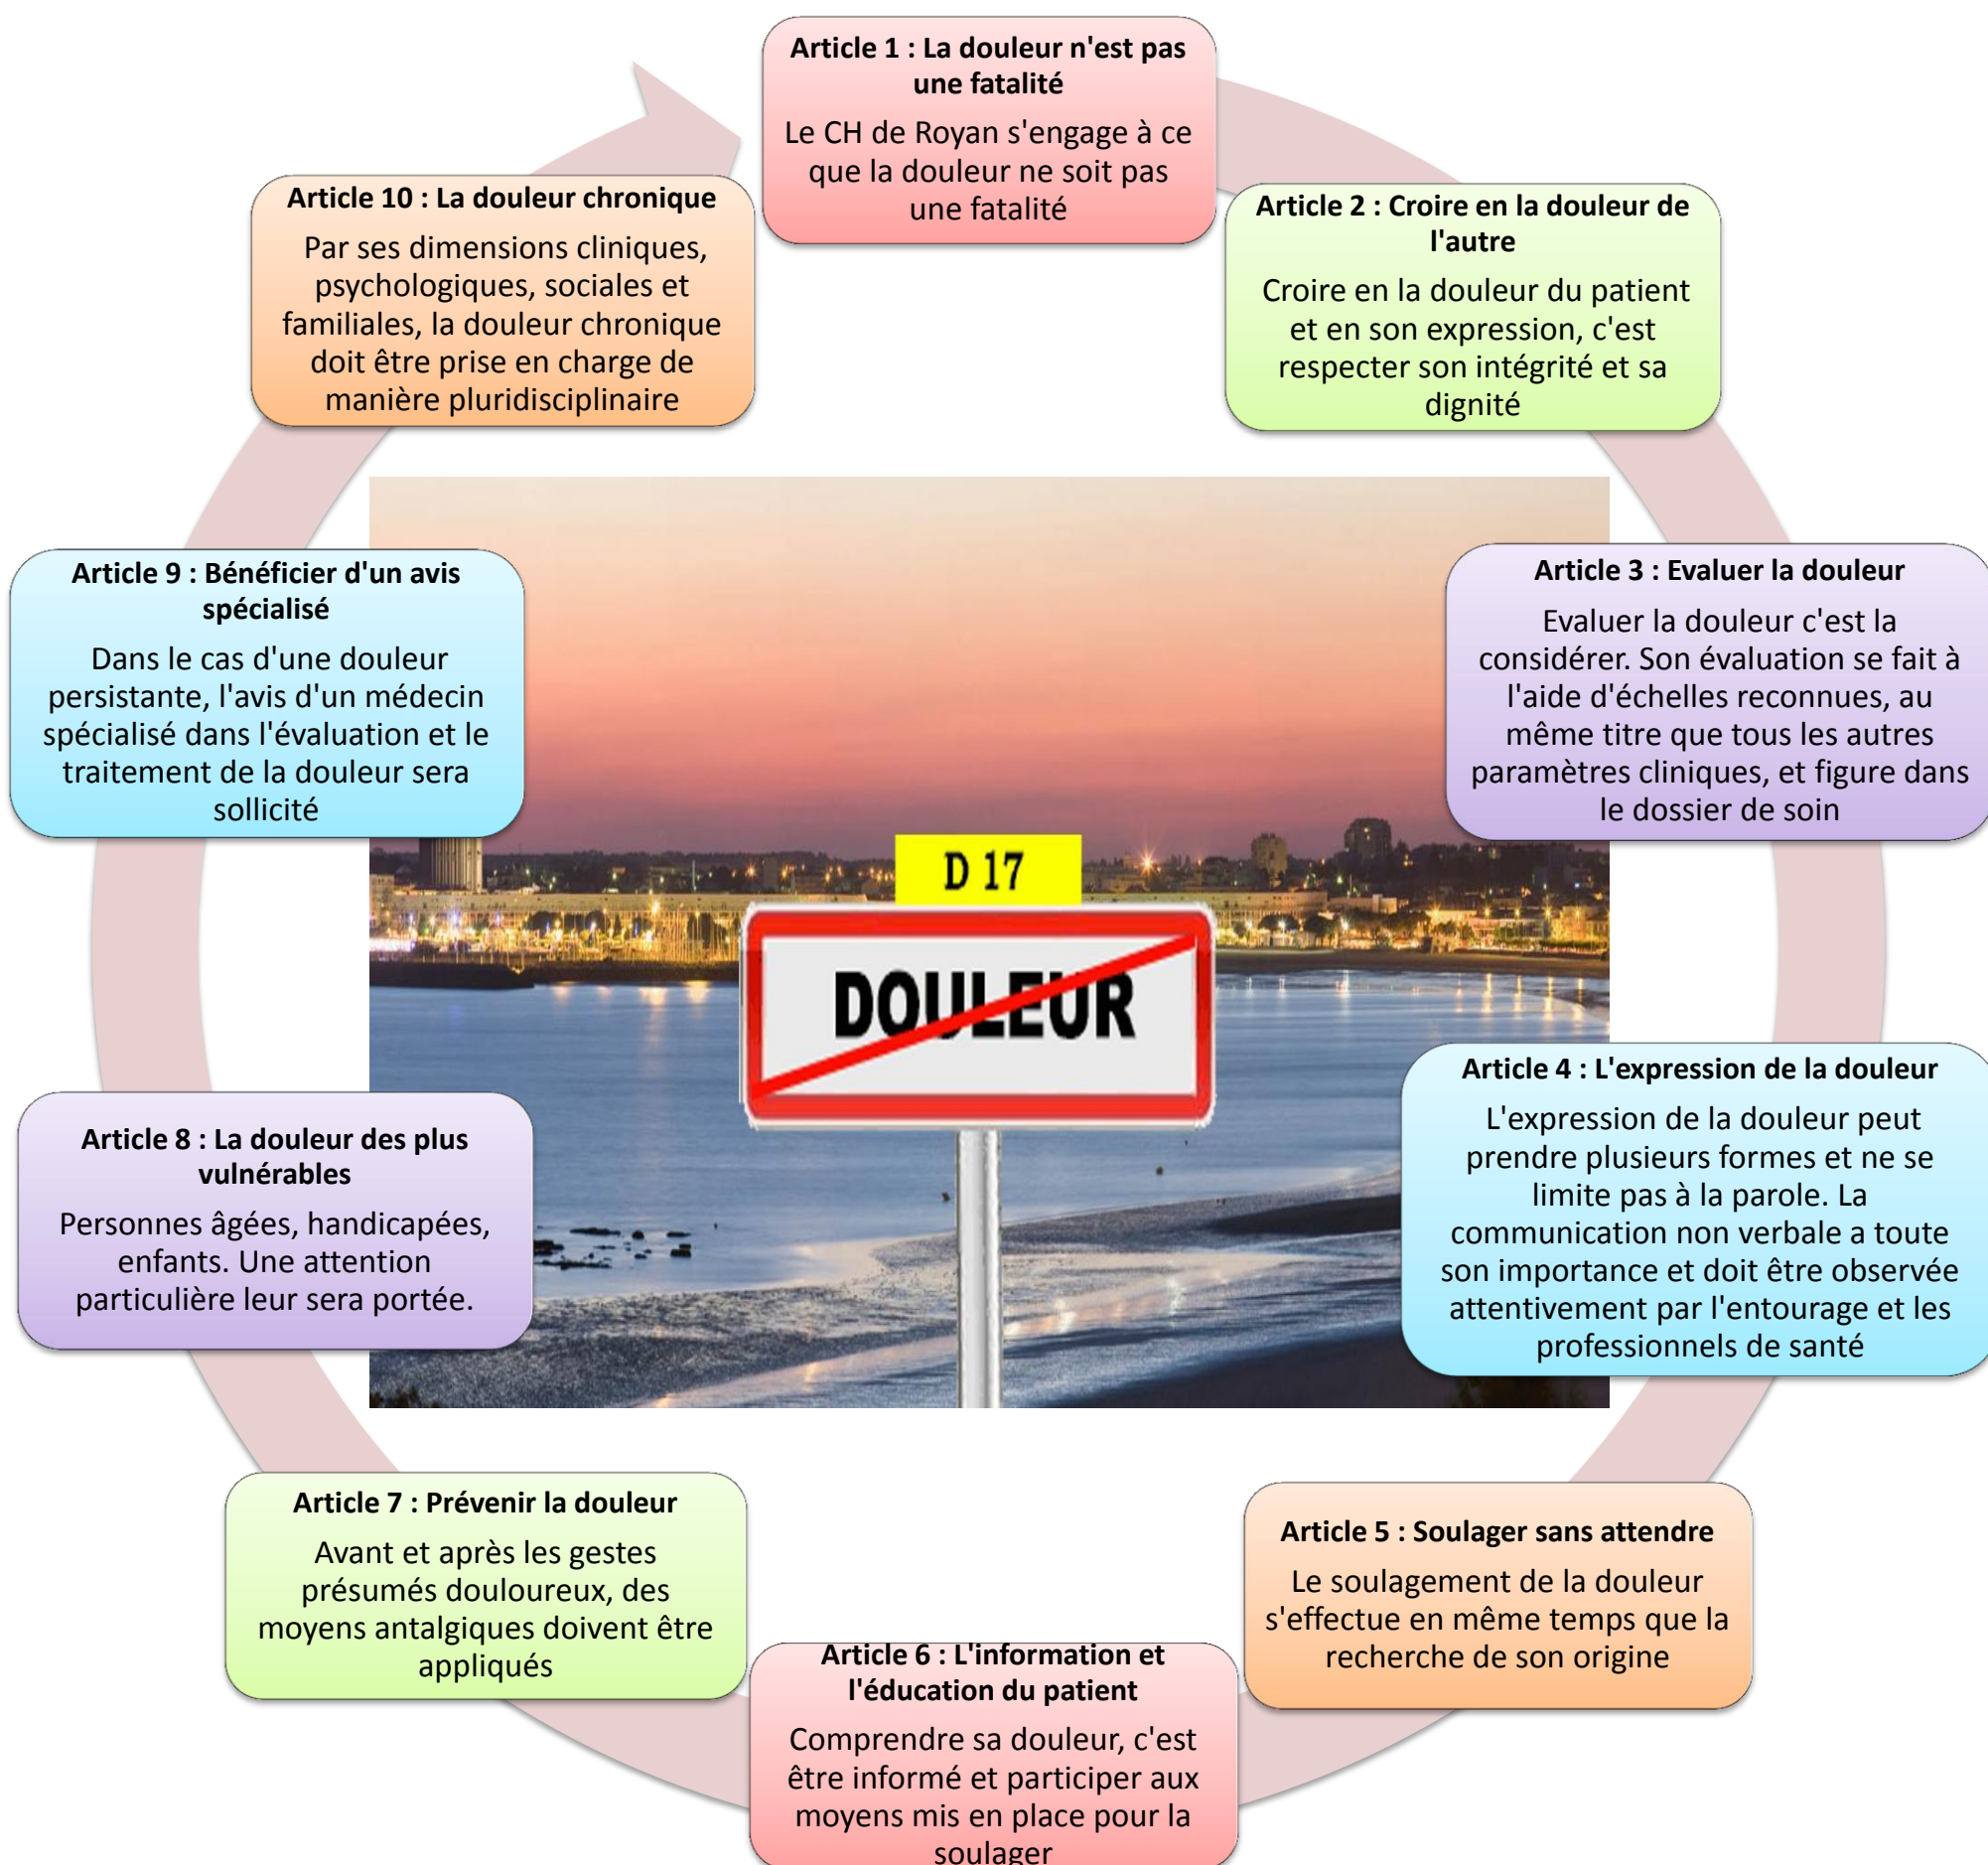 Article 1 : La douleur n'est pas
une fatalité
Le CH de Royan s'engage à ce
que la douleur ne soit pas
une fatalité
Article 2 : Croire en la douleur de
l'autre
Croire en la douleur du patient
et en son expression, c'est
respecter son intégrité et sa
dignité
Article 3 : Evaluer la douleur
Evaluer la douleur c'est la
considérer. Son évaluation se fait à
l'aide d'échelles reconnues, au
même titre que tous les autres
paramètres cliniques, et figure dans
le dossier de soin
Article 4 : L'expression de la douleur
L'expression de la douleur peut
prendre plusieurs formes et ne se
limite pas à la parole. La
communication non verbale a toute
son importance et doit être observée
attentivement par l'entourage et les
professionnels de santé
Article 5 : Soulager sans attendre
Le soulagement de la douleur
s'effectue en même temps que la
recherche de son origine
Article 6 : L'information et
l'éducation du patient
Comprendre sa douleur, c'est
être informé et participer aux
moyens mis en place pour la
soulager
Article 7 : Prévenir la douleur
Avant et après les gestes
présumés douloureux, des
moyens antalgiques doivent être
appliqués
Article 8 : La douleur des plus
vulnérables
Personnes âgées, handicapées,
enfants. Une attention
particulière leur sera portée.
Article 9 : Bénéficier d'un avis
spécialisé
Dans le cas d'une douleur
persistante, l'avis d'un médecin
spécialisé dans l'évaluation et le
traitement de la douleur sera
sollicité
Article 10 : La douleur chronique
Par ses dimensions cliniques,
psychologiques, sociales et
familiales, la douleur chronique
doit être prise en charge de
manière pluridisciplinaire
D 17
DOULEUR